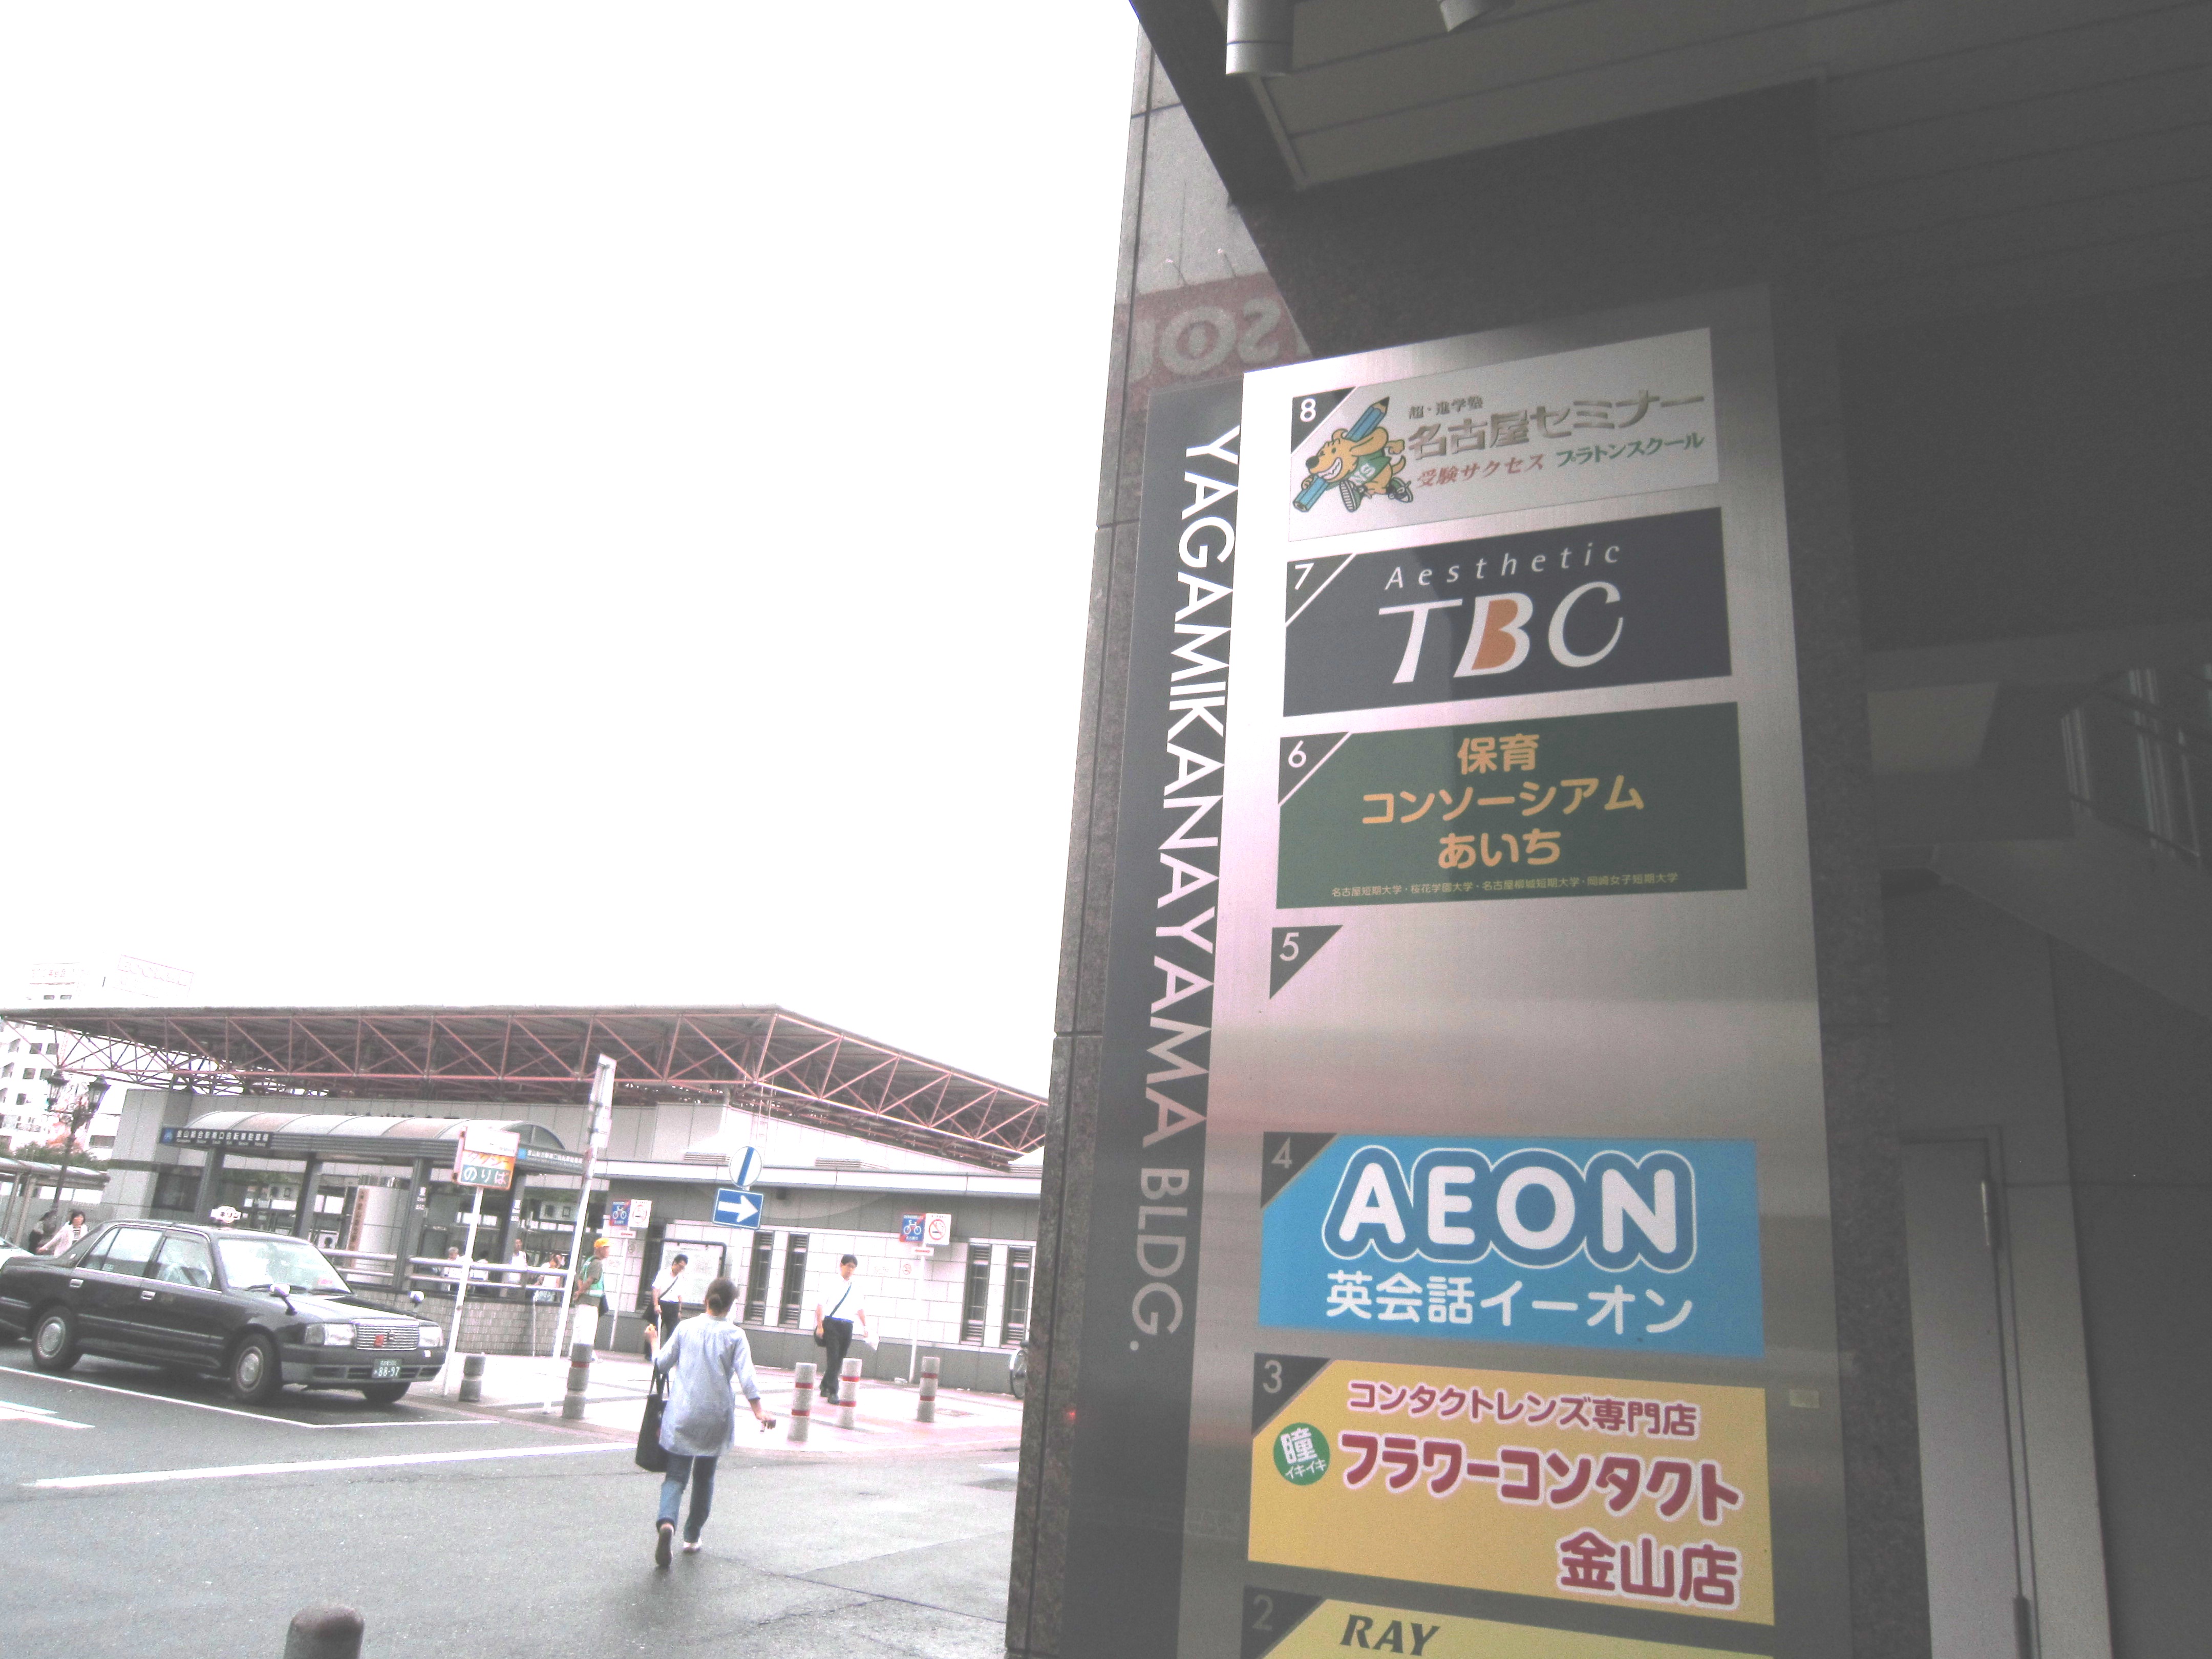 YAGAMIKANAYAMA BLDG.
8
超・進学塾
名古屋セミナー
受験サクセス プラトンスクール
NS
7
Aesthetic
TBC
6
保育
コンソーシアム
あいち
名古屋短期大学・桜花学園大学・名古屋柳城短期大学・岡崎女子短期大学
5
4
AEON
英会話イーオン
3
コンタクトレンズ専門店
瞳
イキイキ
フラワーコンタクト
金山店
2
RAY
のりば
88-97